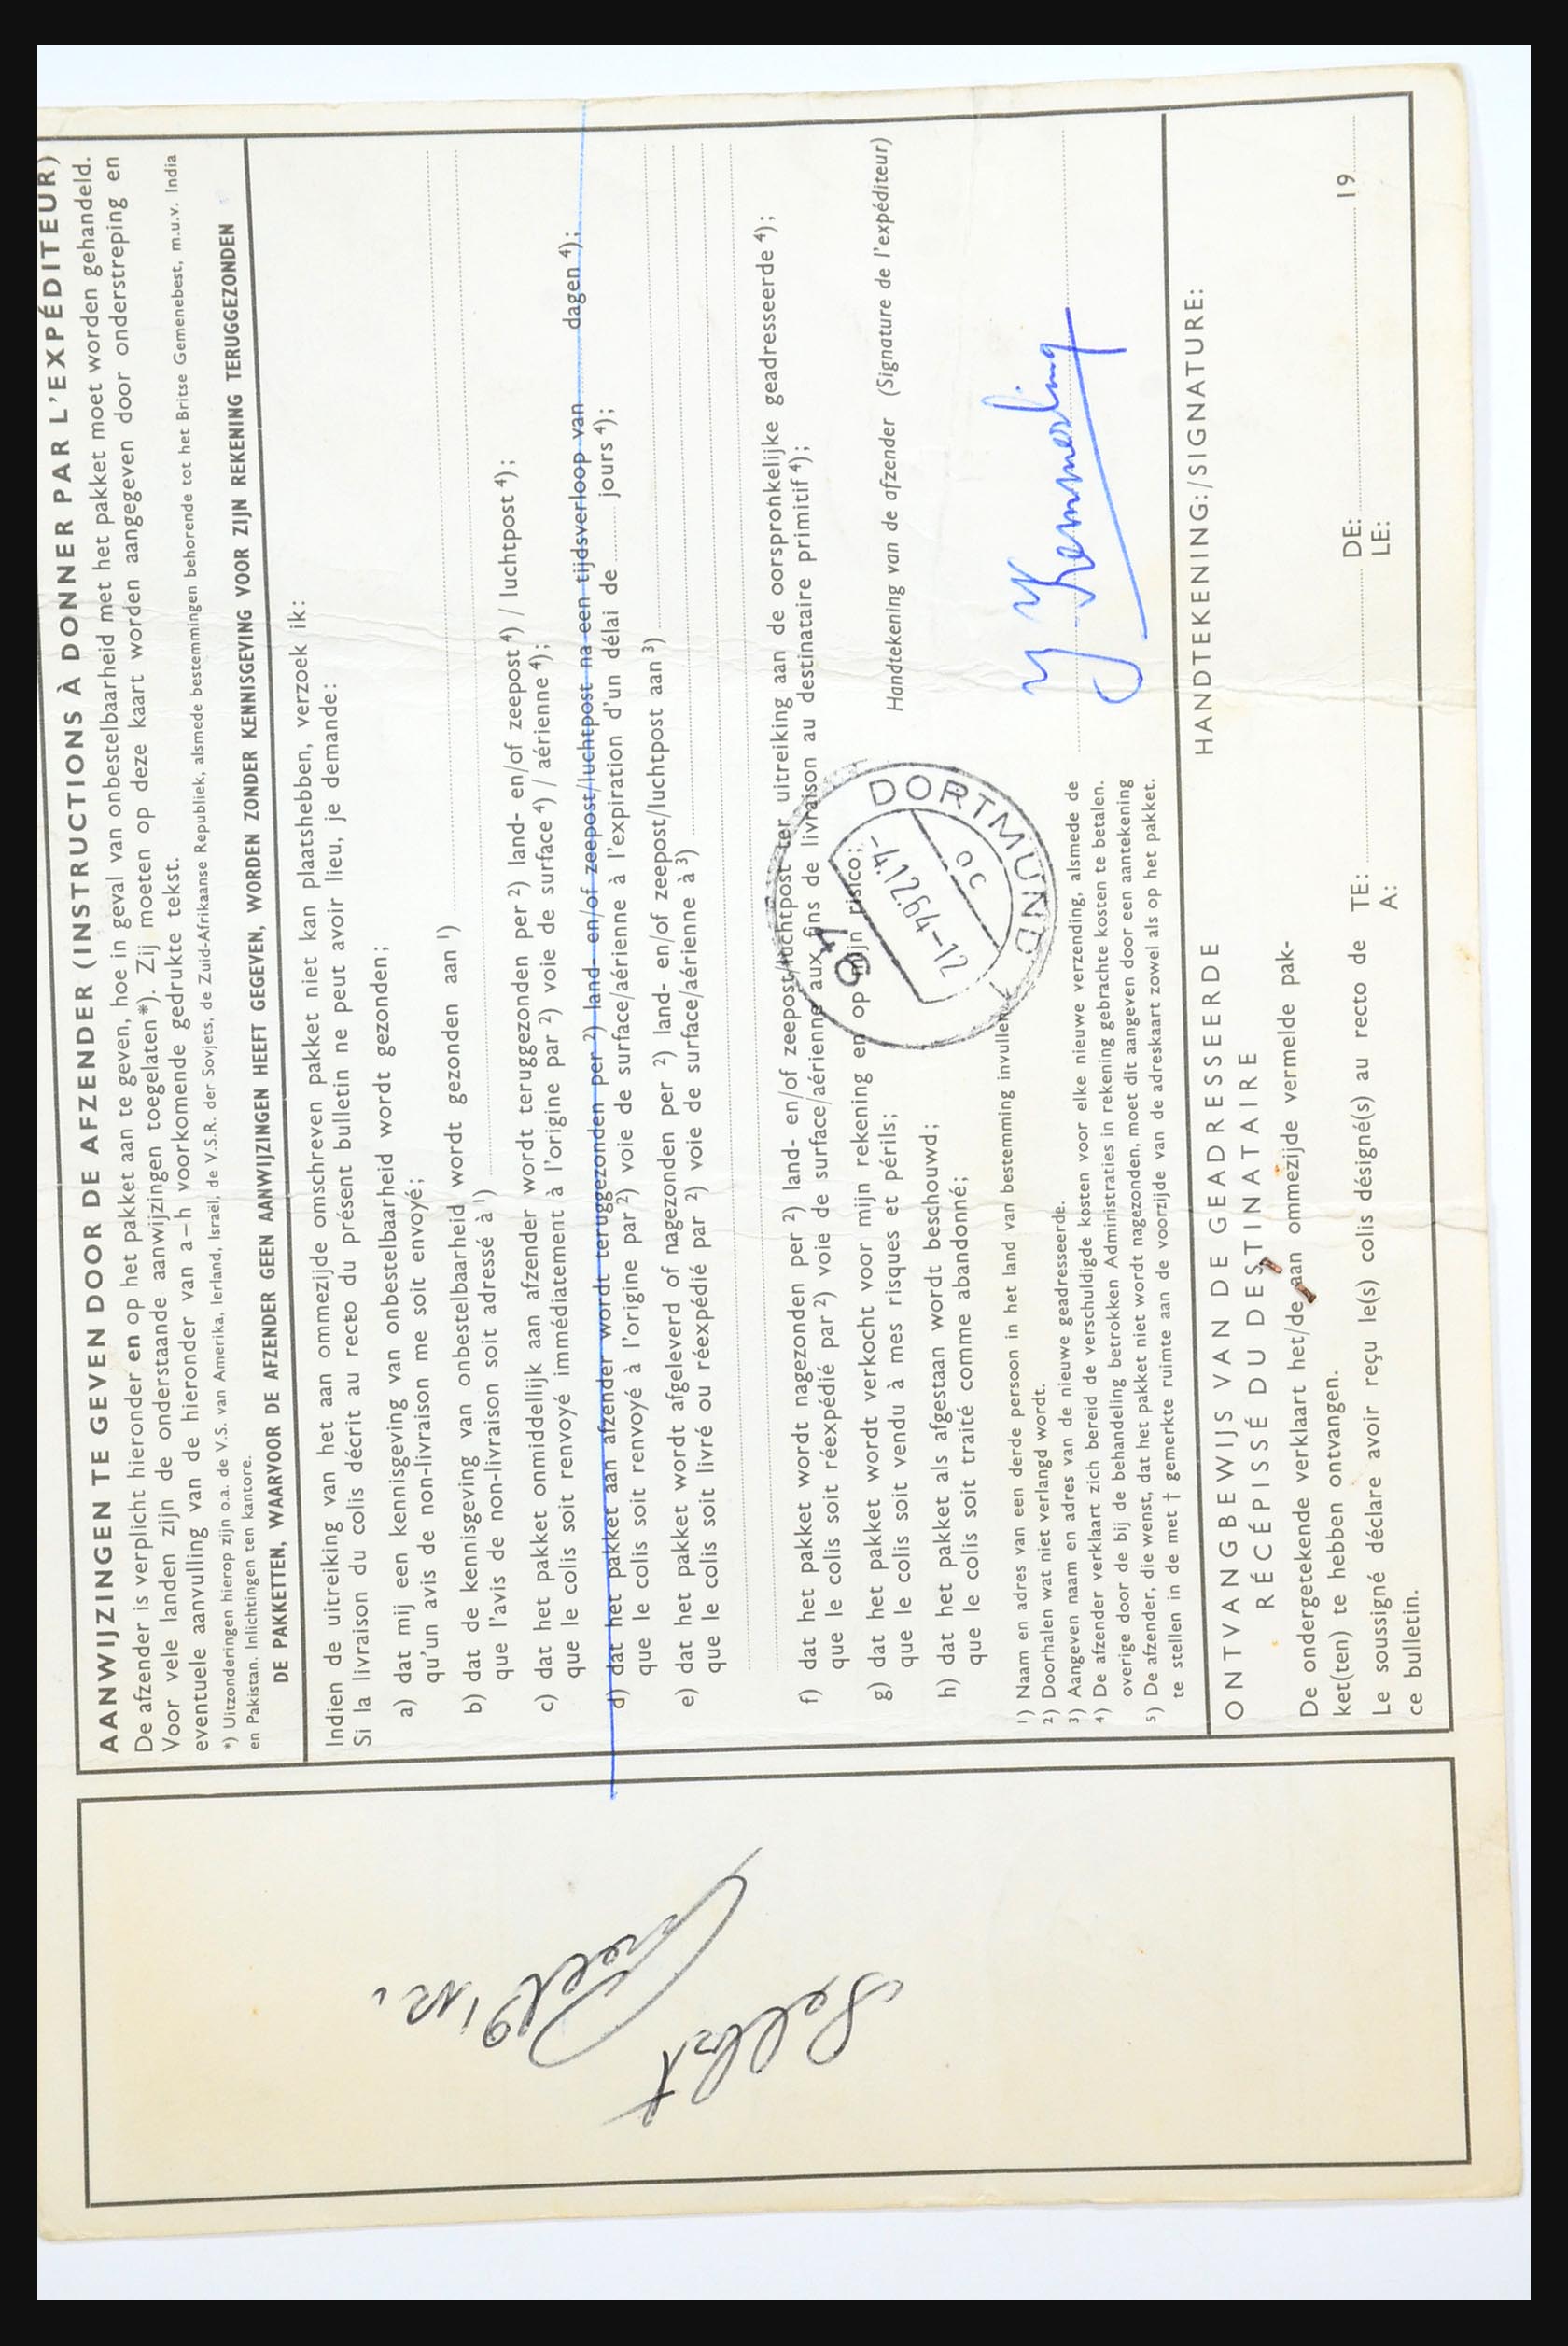 AANWIJZINGEN TE GEVEN DOOR DE AFZENDER (INSTRUCTIONS À DONNER PAR L'EXPÉDITEUR)
De afzender is verplicht hieronder en op het pakket aan te geven, hoe in geval van onbestelbaarheid met het pakket moet worden gehandeld.
Voor vele landen zijn de onderstaande aanwijzingen toegelaten*). Zij moeten op deze kaart worden aangegeven door onderstreping en
eventuele aanvulling van de hieronder van a–h voorkomende gedrukte tekst.
*) Uitzonderingen hierop zijn o.a. de V.S. van Amerika, Ierland, Israël, de V.S.R. der Sovjets, de Zuid-Afrikaanse Republiek, alsmede bestemmingen behorende tot het Britse Gemenebest, m.u.v. India
en Pakistan. Inlichtingen ten kantore.
DE PAKKETTEN, WAARVOOR DE AFZENDER GEEN AANWIJZINGEN HEEFT GEGEVEN, WORDEN ZONDER KENNISGEVING VOOR ZIJN REKENING TERUGGEZONDEN
Indien de uitreiking van het aan ommezijde omschreven pakket niet kan plaatshebben, verzoek ik:
Si la livraison du colis décrit au recto du présent bulletin ne peut avoir lieu, je demande:
a) dat mij een kennisgeving van onbestelbaarheid wordt gezonden;
qu'un avis de non-livraison me soit envoyé;
b) dat de kennisgeving van onbestelbaarheid wordt gezonden aan 1)
que l'avis de non-livraison soit adressé à 1)
c) dat het pakket onmiddellijk aan afzender wordt teruggezonden per 2) land- en/of zeepost 4) / luchtpost 4);
que le colis soit renvoyé immédiatement à l'origine par 2) voie de surface 4) / aérienne 4);
d) dat het pakket aan afzender wordt teruggezonden per 2) land- en/of zeepost/luchtpost na een tijdsverloop van ........ dagen 4);
que le colis soit renvoyé à l'origine par 2) voie de surface/aérienne à l'expiration d'un délai de ........ jours 4);
e) dat het pakket wordt afgeleverd of nagezonden per 2) land- en/of zeepost/luchtpost aan 3)
que le colis soit livré ou réexpédié par 2) voie de surface/aérienne à 3)
f) dat het pakket wordt nagezonden per 2) land- en/of zeepost/luchtpost ter uitreiking aan de oorspronkelijke geadresseerde 4);
que le colis soit réexpédié par 2) voie de surface/aérienne aux fins de livraison au destinataire primitif 4);
g) dat het pakket wordt verkocht voor mijn rekening en op mijn risico;
que le colis soit vendu à mes risques et périls;
h) dat het pakket als afgestaan wordt beschouwd;
que le colis soit traité comme abandonné;
Handtekening van de afzender (Signature de l'expéditeur)
1) Naam en adres van een derde persoon in het land van bestemming invullen.
2) Doorhalen wat niet verlangd wordt.
3) Aangeven naam en adres van de nieuwe geadresseerde.
4) De afzender verklaart zich bereid de verschuldigde kosten voor elke nieuwe verzending, alsmede de
overige door de bij de behandeling betrokken Administraties in rekening gebrachte kosten te betalen.
5) De afzender, die wenst, dat het pakket niet wordt nagezonden, moet dit aangeven door een aantekening
te stellen in de met † gemerkte ruimte aan de voorzijde van de adreskaart zowel als op het pakket.
DORTMUND
ONTVANGBEWIJS VAN DE GEADRESSEERDE
RÉCÉPISSÉ DU DESTINATAIRE
De ondergetekende verklaart het/de aan ommezijde vermelde pak-
ket(ten) te hebben ontvangen.
Le soussigné déclare avoir reçu le(s) colis désigné(s) au recto de
ce bulletin.
HANDTEKENING:/SIGNATURE:
TE: ........ DE: ........ 19
A: LE:
Selbst